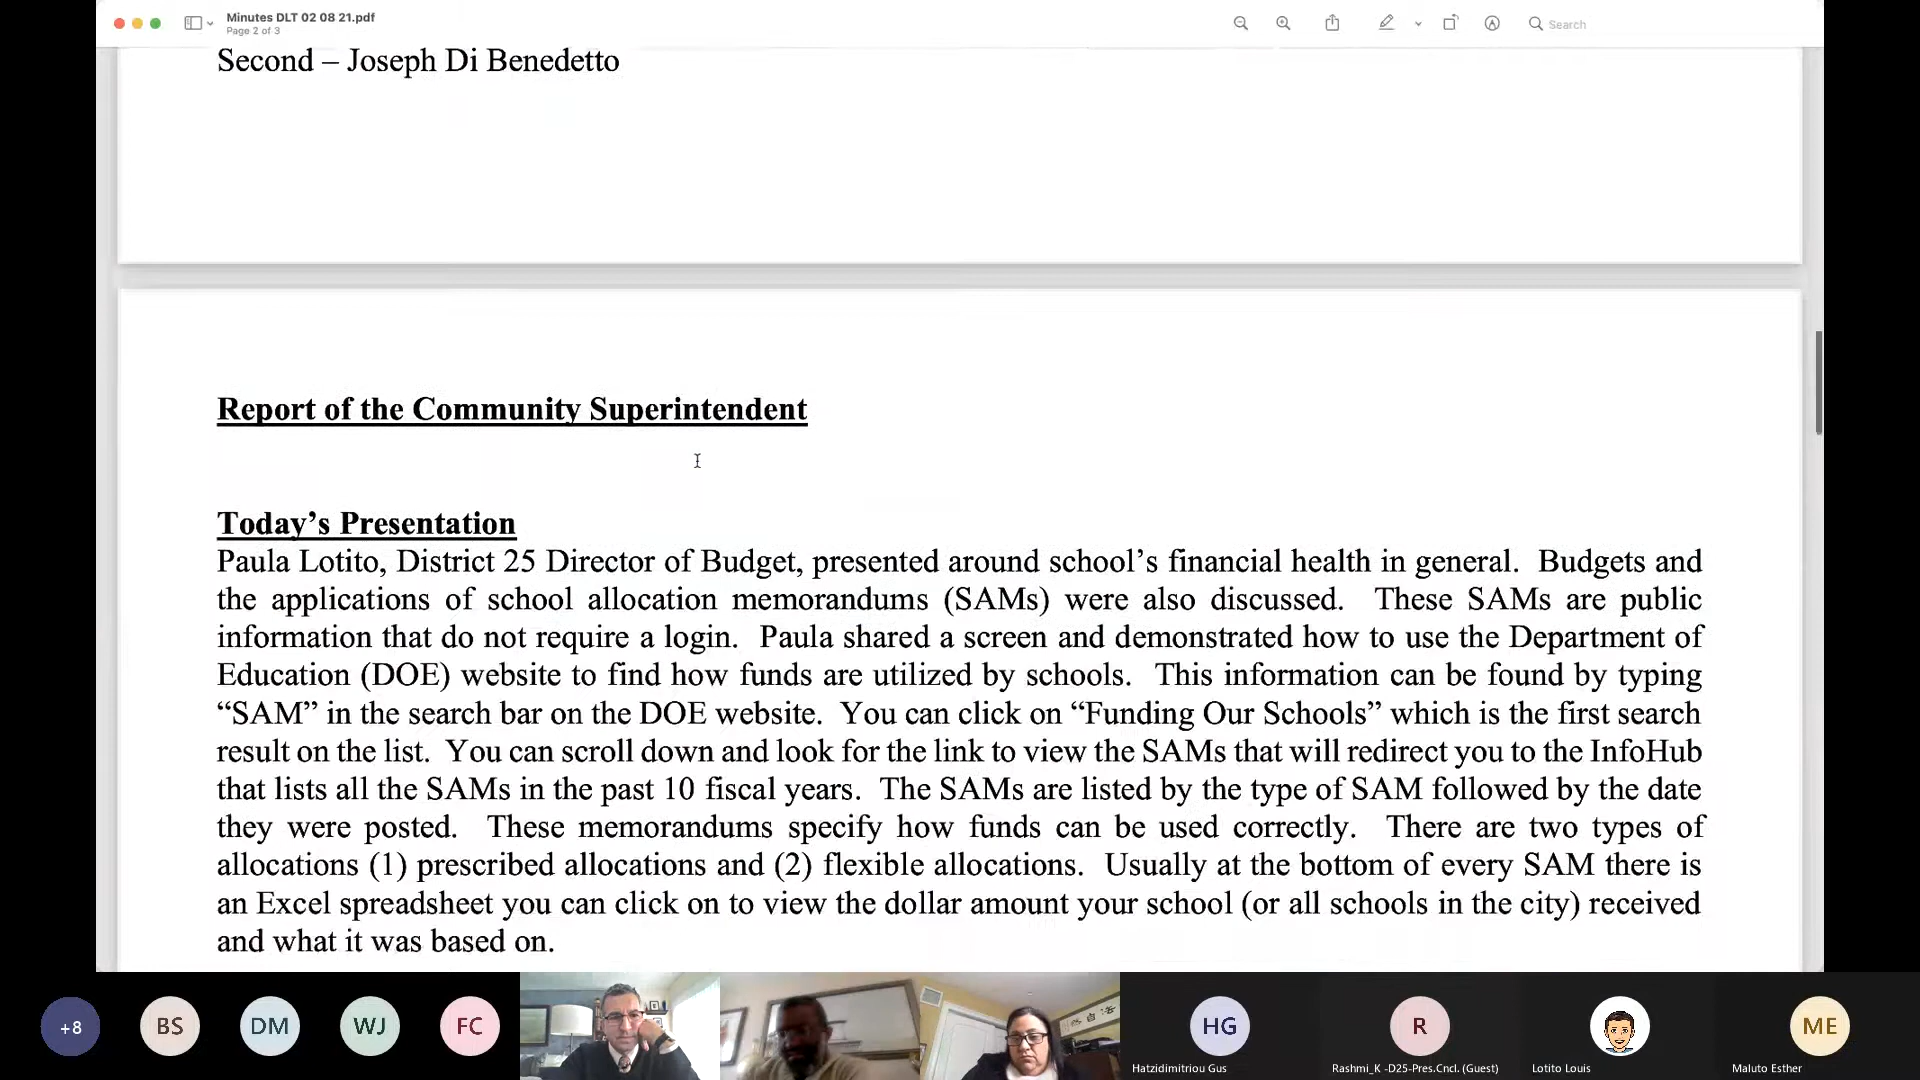 Minutes DLT 02 08 21.pdf
Page 2 of 3
Search
Second – Joseph Di Benedetto
Report of the Community Superintendent
Today’s Presentation
Paula Lotito, District 25 Director of Budget, presented around school’s financial health in general.  Budgets and
the applications of school allocation memorandums (SAMs) were also discussed.  These SAMs are public
information that do not require a login.  Paula shared a screen and demonstrated how to use the Department of
Education (DOE) website to find how funds are utilized by schools.  This information can be found by typing
“SAM” in the search bar on the DOE website.  You can click on “Funding Our Schools” which is the first search
result on the list.  You can scroll down and look for the link to view the SAMs that will redirect you to the InfoHub
that lists all the SAMs in the past 10 fiscal years.  The SAMs are listed by the type of SAM followed by the date
they were posted.  These memorandums specify how funds can be used correctly.  There are two types of
allocations (1) prescribed allocations and (2) flexible allocations.  Usually at the bottom of every SAM there is
an Excel spreadsheet you can click on to view the dollar amount your school (or all schools in the city) received
and what it was based on.
+8
BS
DM
WJ
FC
HG
R
ME
Hatzidimitriou Gus
Rashmi_K -D25-Pres.Cncl. (Guest)
Lotito Louis
Maluto Esther